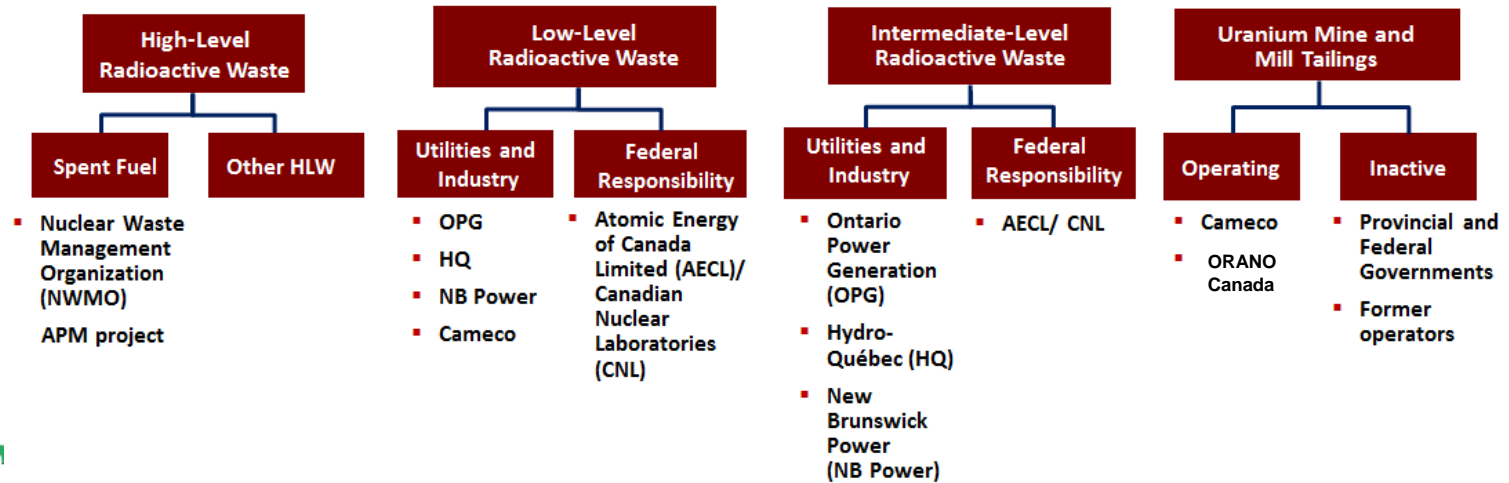 High-Level
Radioactive Waste
Spent Fuel
Other HLW
▪ Nuclear Waste
Management
Organization
(NWMO)
APM project
Low-Level
Radioactive Waste
Utilities and
Industry
▪ OPG
▪ HQ
▪ NB Power
▪ Cameco
Federal
Responsibility
▪ Atomic Energy
of Canada
Limited (AECL)/
Canadian
Nuclear
Laboratories
(CNL)
Intermediate-Level
Radioactive Waste
Utilities and
Industry
▪ Ontario
Power
Generation
(OPG)
▪ Hydro-
Québec (HQ)
▪ New
Brunswick
Power
(NB Power)
Federal
Responsibility
▪ AECL/ CNL
Uranium Mine and
Mill Tailings
Operating
▪ Cameco
▪ ORANO
Canada
Inactive
▪ Provincial and
Federal
Governments
▪ Former
operators